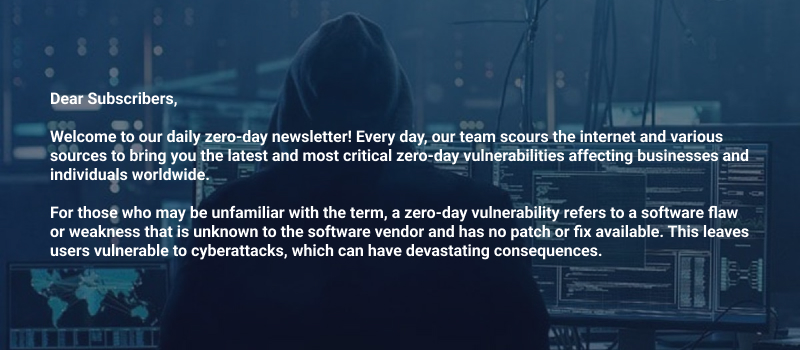 Dear Subscribers,
Welcome to our daily zero-day newsletter! Every day, our team scours the internet and various
sources to bring you the latest and most critical zero-day vulnerabilities affecting businesses and
individuals worldwide.
For those who may be unfamiliar with the term, a zero-day vulnerability refers to a software flaw
or weakness that is unknown to the software vendor and has no patch or fix available. This leaves
users vulnerable to cyberattacks, which can have devastating consequences.